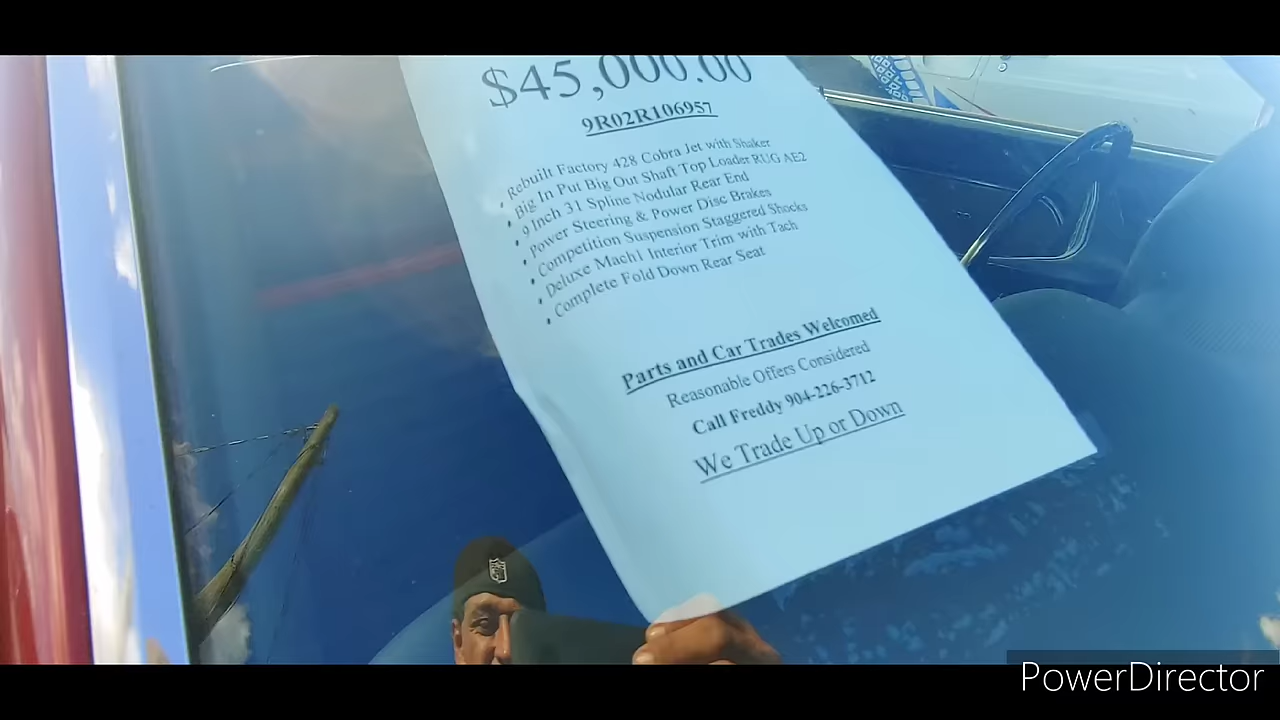 $45,000.00
9R02R106957
• Rebuilt Factory 428 Cobra Jet with Shaker
• Big In Put Big Out Shaft Top Loader RUG AE2
• 9 Inch 31 Spline Nodular Rear End
• Power Steering & Power Disc Brakes
• Competition Suspension Staggered Shocks
• Deluxe Mach1 Interior Trim with Tach
• Complete Fold Down Rear Seat
Parts and Car Trades Welcomed
Reasonable Offers Considered
Call Freddy 904-226-3712
We Trade Up or Down
PowerDirector